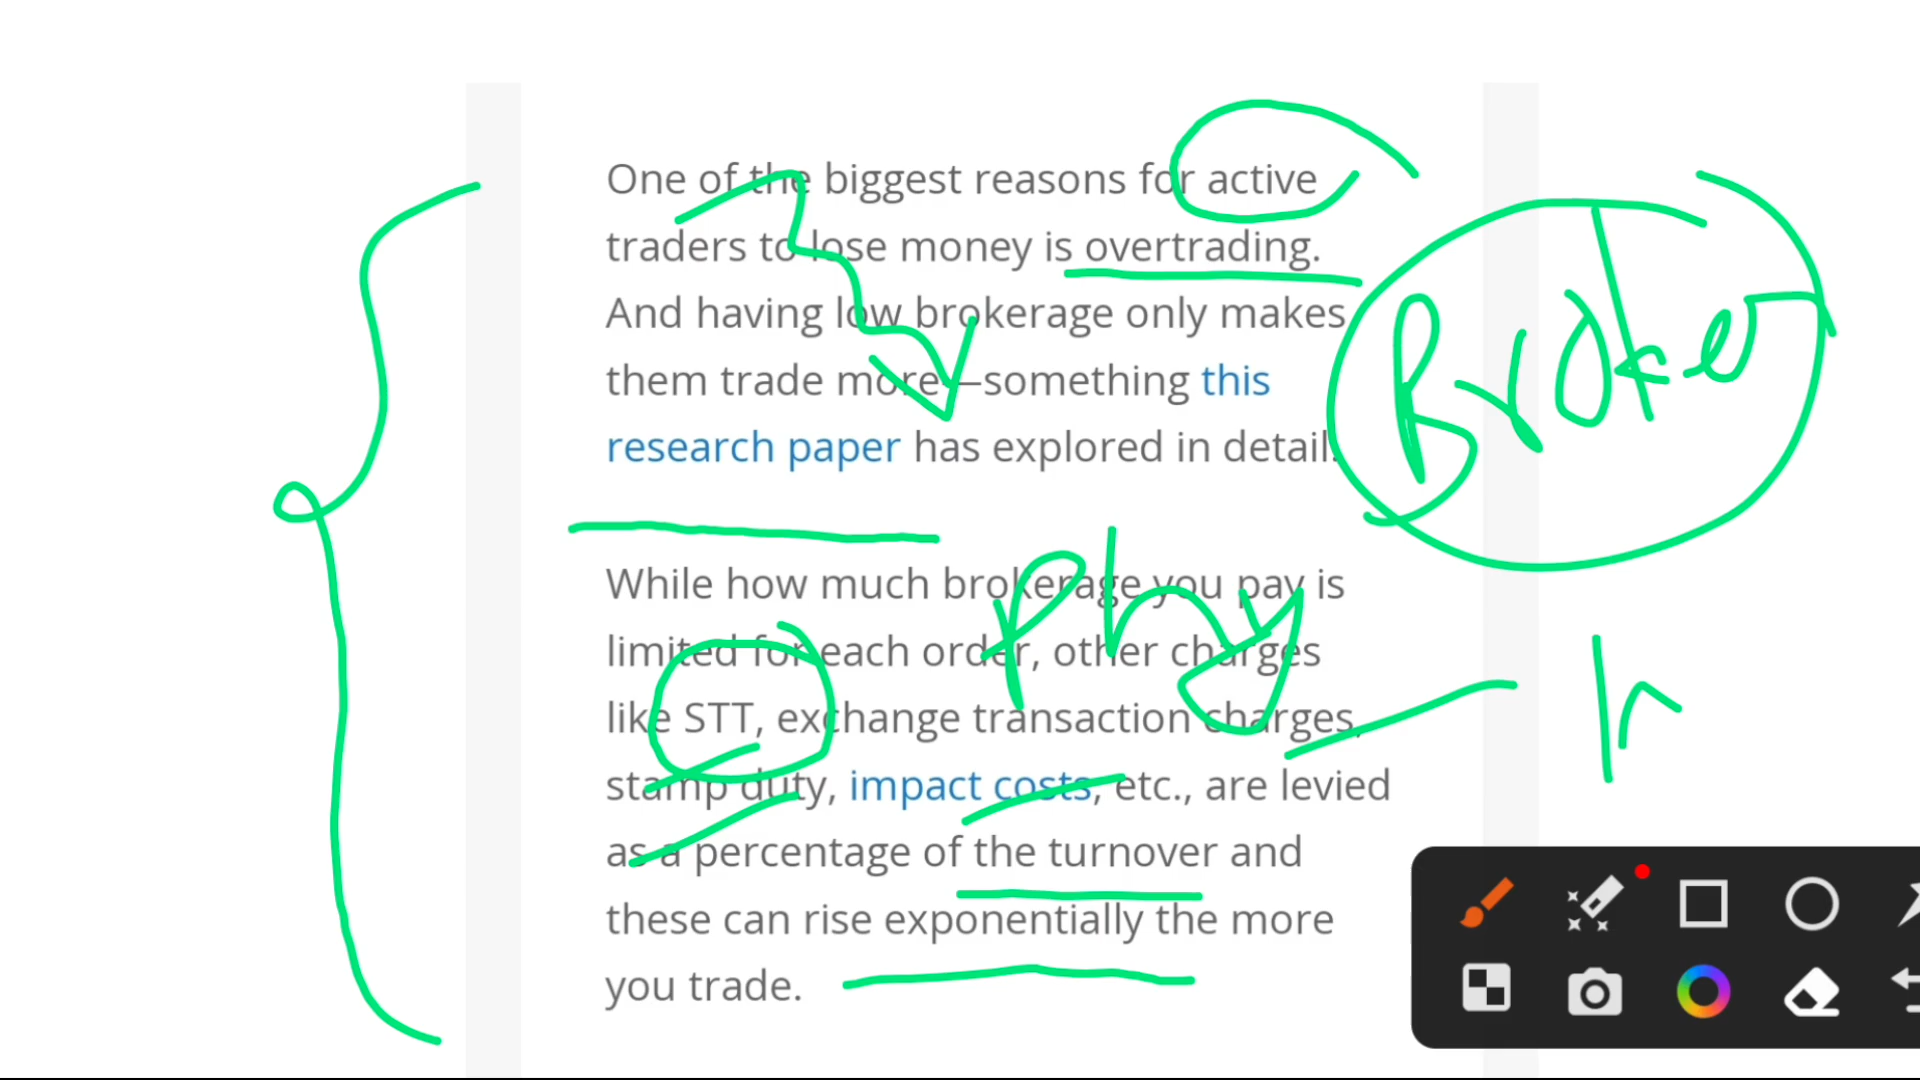 One of the biggest reasons for active
traders to lose money is overtrading.
And having low brokerage only makes
them trade more—something this
research paper has explored in detail.
Broker
While how much brokerage you pay is
limited for each order, other charges
like STT, exchange transaction charges,
stamp duty, impact costs, etc., are levied
as a percentage of the turnover and
these can rise exponentially the more
you trade.
Phy